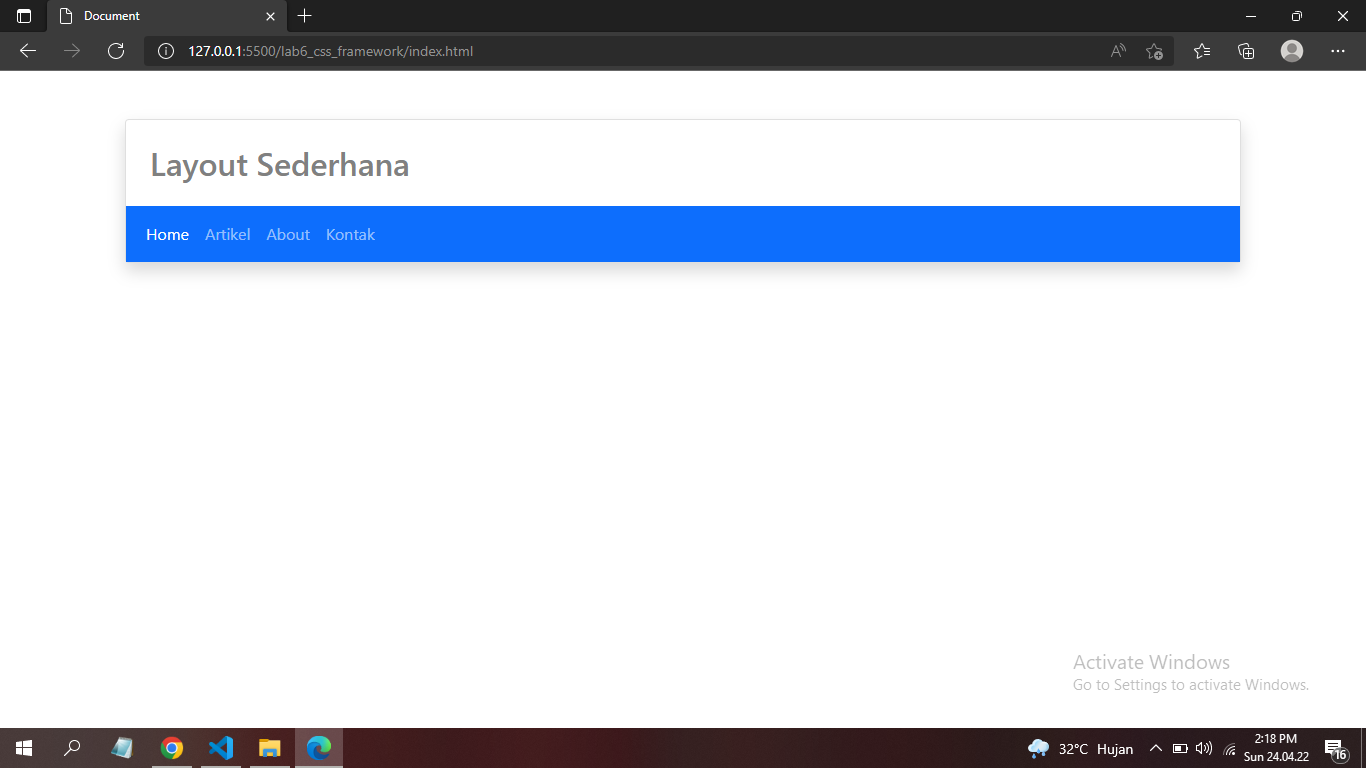 Document
127.0.0.1:5500/lab6_css_framework/index.html
Layout Sederhana
Home Artikel About Kontak
Activate Windows
Go to Settings to activate Windows.
32°C Hujan
2:18 PM
Sun 24.04.22
16